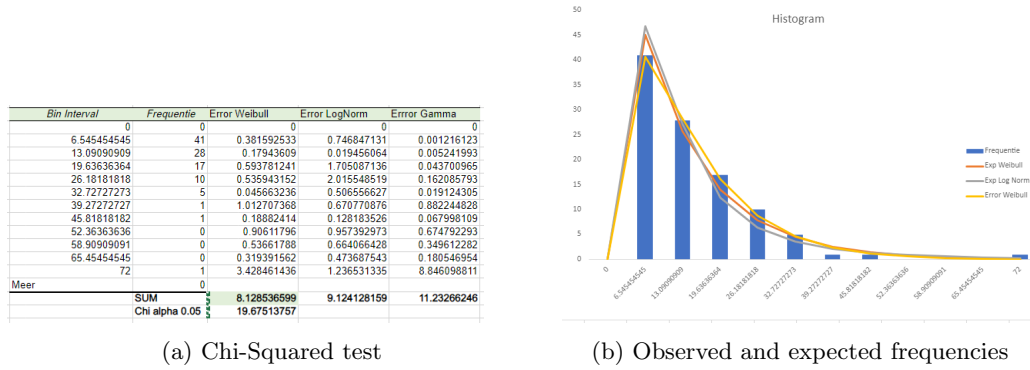 Bin Interval Frequentie Error Weibull Error LogNorm Errror Gamma
0 0 0 0 0
6.545454545 41 0.381592533 0.746847131 0.001216123
13.09090909 28 0.17943609 0.019456064 0.005241993
19.63636364 17 0.593781241 1.705087136 0.043700965
26.18181818 10 0.535943152 2.015548519 0.162085793
32.72727273 5 0.045663236 0.506556627 0.019124305
39.27272727 1 1.012707368 0.670770876 0.882244828
45.81818182 1 0.18882414 0.128183526 0.067998109
52.36363636 0 0.90611796 0.957392973 0.674792293
58.90909091 0 0.53661788 0.664066428 0.349612282
65.45454545 0 0.319391562 0.473687543 0.180546954
72 1 3.428461436 1.236531335 8.846098811
Meer 0
SUM 8.128536599 9.124128159 11.23266246
Chi alpha 0.05 19.67513757
(a) Chi-Squared test
Histogram
50
45
40
35
30
25
20
15
10
5
0
0 6.545454545 13.09090909 19.63636364 26.18181818 32.72727273 39.27272727 45.81818182 52.36363636 58.90909091 65.45454545 72
Frequentie
Exp Weibull
Exp Log Norm
Error Weibull
(b) Observed and expected frequencies